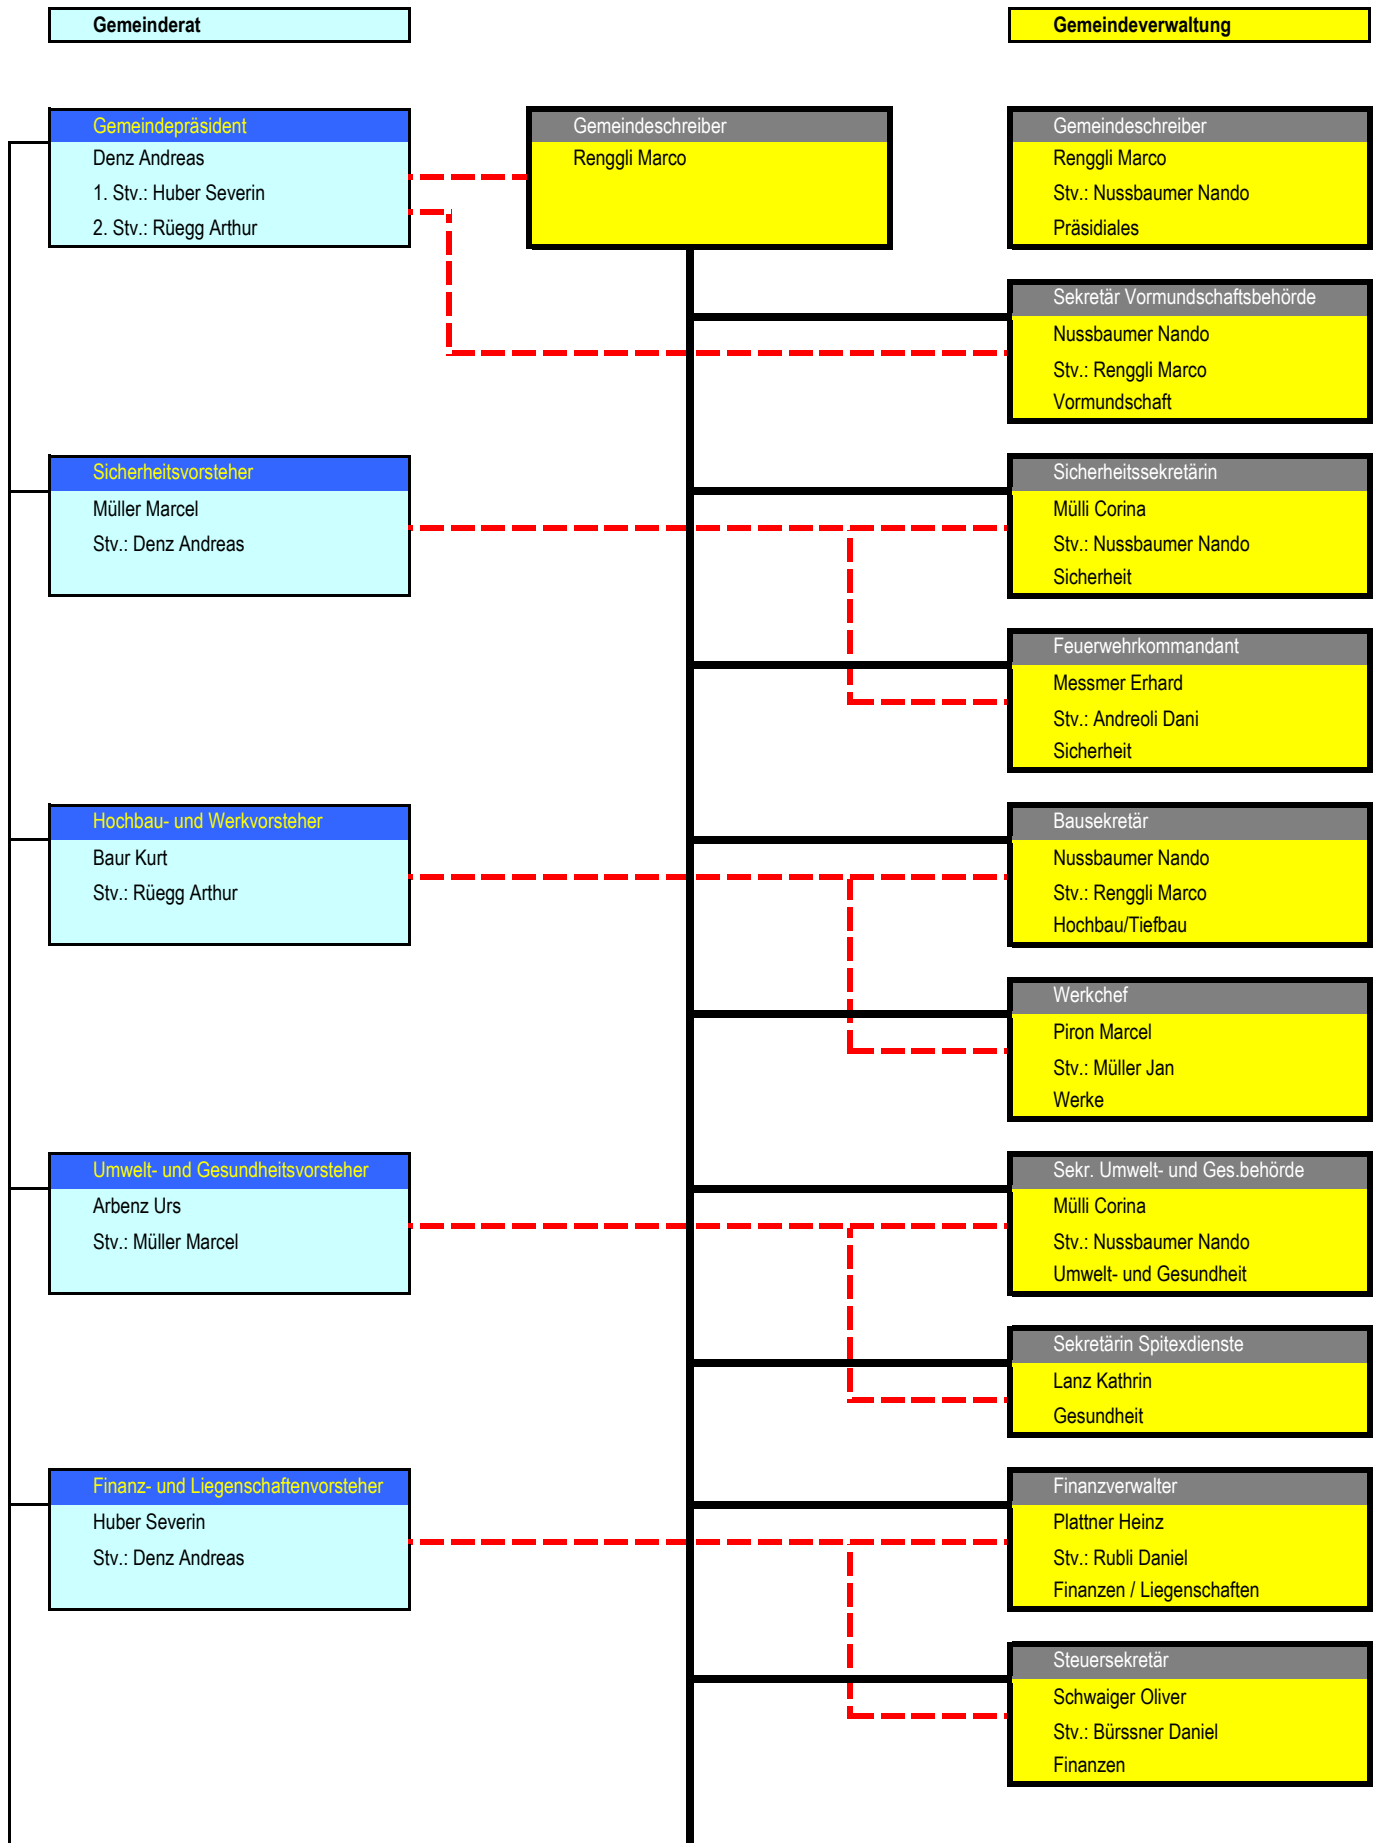 Gemeinderat
Gemeindeverwaltung
Gemeindepräsident
Denz Andreas
1. Stv.: Huber Severin
2. Stv.: Rüegg Arthur
Gemeindeschreiber
Renggli Marco
Gemeindeschreiber
Renggli Marco
Stv.: Nussbaumer Nando
Präsidiales
Sekretär Vormundschaftsbehörde
Nussbaumer Nando
Stv.: Renggli Marco
Vormundschaft
Sicherheitsvorsteher
Müller Marcel
Stv.: Denz Andreas
Sicherheitssekretärin
Mülli Corina
Stv.: Nussbaumer Nando
Sicherheit
Feuerwehrkommandant
Messmer Erhard
Stv.: Andreoli Dani
Sicherheit
Hochbau- und Werkvorsteher
Baur Kurt
Stv.: Rüegg Arthur
Bausekretär
Nussbaumer Nando
Stv.: Renggli Marco
Hochbau/Tiefbau
Werkchef
Piron Marcel
Stv.: Müller Jan
Werke
Umwelt- und Gesundheitsvorsteher
Arbenz Urs
Stv.: Müller Marcel
Sekr. Umwelt- und Ges.behörde
Mülli Corina
Stv.: Nussbaumer Nando
Umwelt- und Gesundheit
Sekretärin Spitexdienste
Lanz Kathrin
Gesundheit
Finanz- und Liegenschaftenvorsteher
Huber Severin
Stv.: Denz Andreas
Finanzverwalter
Plattner Heinz
Stv.: Rubli Daniel
Finanzen / Liegenschaften
Steuersekretär
Schwaiger Oliver
Stv.: Bürssner Daniel
Finanzen